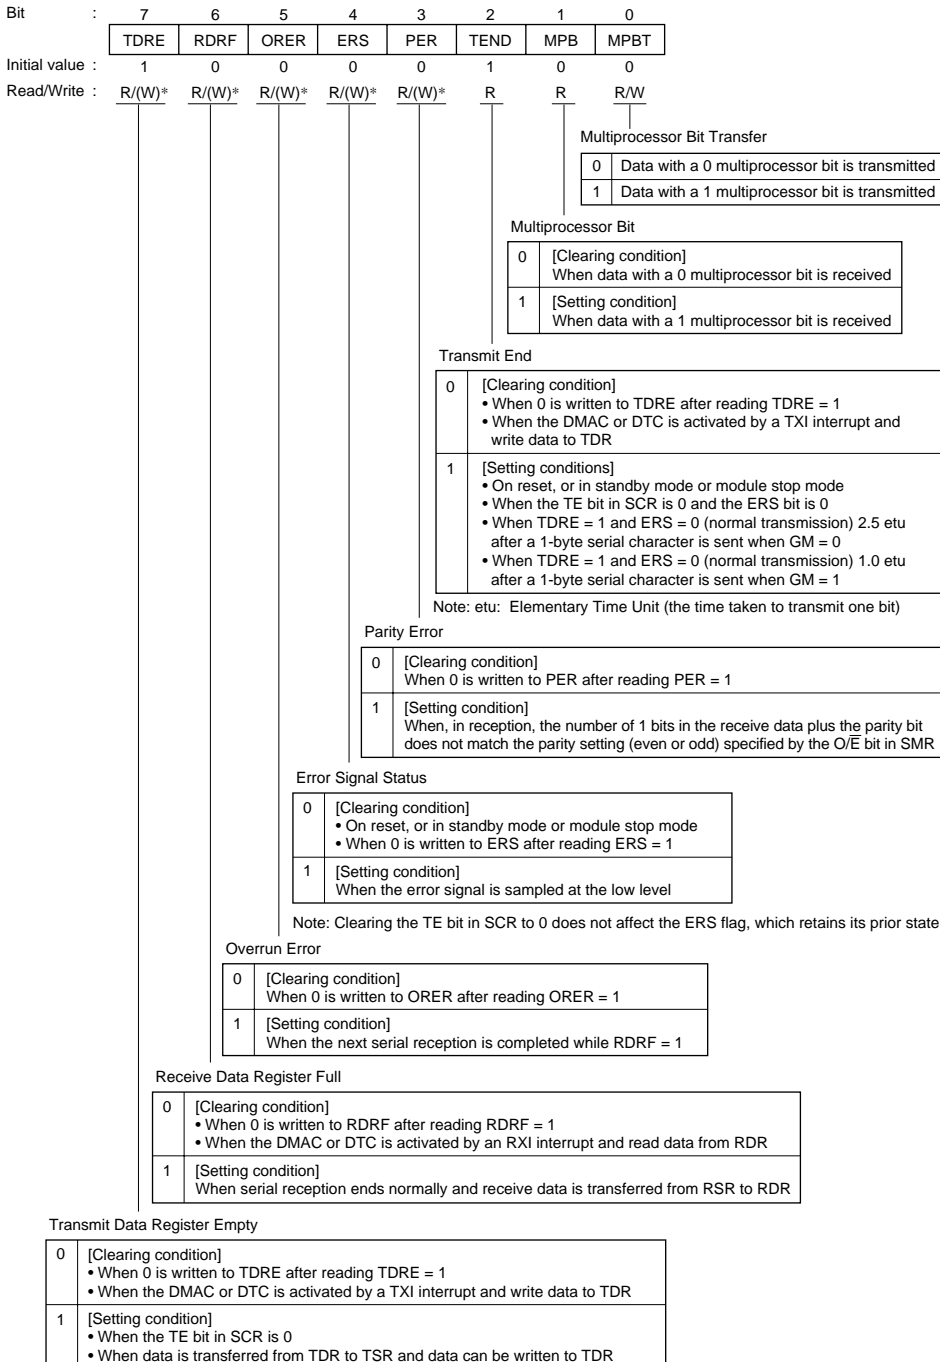 Bit : 7 6 5 4 3 2 1 0
TDRE RDRF ORER ERS PER TEND MPB MPBT
Initial value : 1 0 0 0 0 1 0 0
Read/Write : R/(W)* R/(W)* R/(W)* R/(W)* R/(W)* R R R/W
Multiprocessor Bit Transfer
0 Data with a 0 multiprocessor bit is transmitted
1 Data with a 1 multiprocessor bit is transmitted
Multiprocessor Bit
0 [Clearing condition]
When data with a 0 multiprocessor bit is received
1 [Setting condition]
When data with a 1 multiprocessor bit is received
Transmit End
0 [Clearing condition]
• When 0 is written to TDRE after reading TDRE = 1
• When the DMAC or DTC is activated by a TXI interrupt and
write data to TDR
1 [Setting conditions]
• On reset, or in standby mode or module stop mode
• When the TE bit in SCR is 0 and the ERS bit is 0
• When TDRE = 1 and ERS = 0 (normal transmission) 2.5 etu
after a 1-byte serial character is sent when GM = 0
• When TDRE = 1 and ERS = 0 (normal transmission) 1.0 etu
after a 1-byte serial character is sent when GM = 1
Note: etu: Elementary Time Unit (the time taken to transmit one bit)
Parity Error
0 [Clearing condition]
When 0 is written to PER after reading PER = 1
1 [Setting condition]
When, in reception, the number of 1 bits in the receive data plus the parity bit
does not match the parity setting (even or odd) specified by the O/E̅ bit in SMR
Error Signal Status
0 [Clearing condition]
• On reset, or in standby mode or module stop mode
• When 0 is written to ERS after reading ERS = 1
1 [Setting condition]
When the error signal is sampled at the low level
Note: Clearing the TE bit in SCR to 0 does not affect the ERS flag, which retains its prior state
Overrun Error
0 [Clearing condition]
When 0 is written to ORER after reading ORER = 1
1 [Setting condition]
When the next serial reception is completed while RDRF = 1
Receive Data Register Full
0 [Clearing condition]
• When 0 is written to RDRF after reading RDRF = 1
• When the DMAC or DTC is activated by an RXI interrupt and read data from RDR
1 [Setting condition]
When serial reception ends normally and receive data is transferred from RSR to RDR
Transmit Data Register Empty
0 [Clearing condition]
• When 0 is written to TDRE after reading TDRE = 1
• When the DMAC or DTC is activated by a TXI interrupt and write data to TDR
1 [Setting condition]
• When the TE bit in SCR is 0
• When data is transferred from TDR to TSR and data can be written to TDR